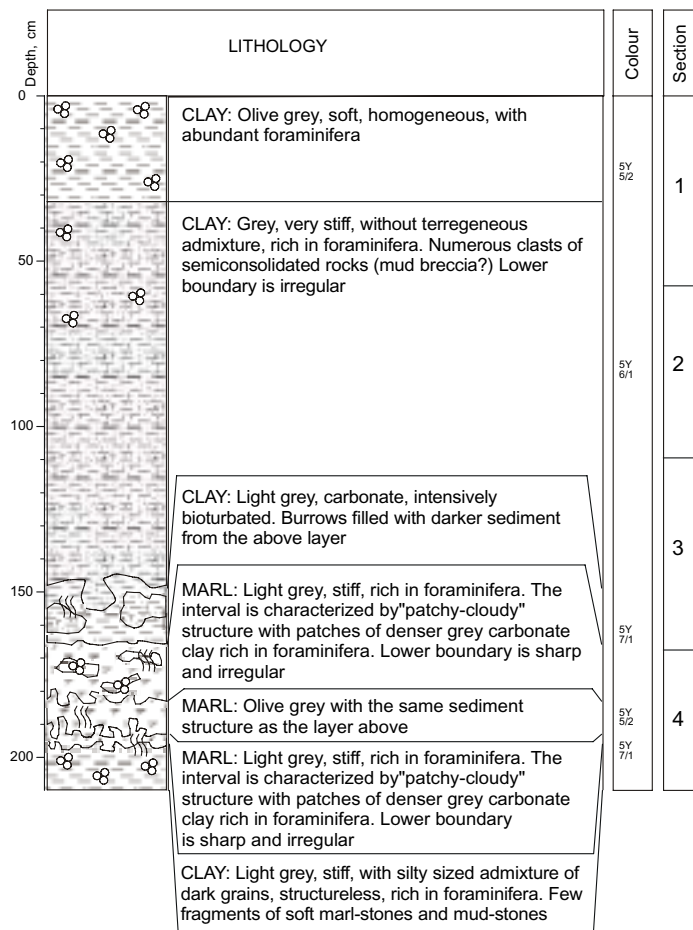 Depth, cm
LITHOLOGY
Colour
Section
0
50
100
150
200
CLAY: Olive grey, soft, homogeneous, with
abundant foraminifera
CLAY: Grey, very stiff, without terregeneous
admixture, rich in foraminifera. Numerous clasts of
semiconsolidated rocks (mud breccia?) Lower
boundary is irregular
CLAY: Light grey, carbonate, intensively
bioturbated. Burrows filled with darker sediment
from the above layer
MARL: Light grey, stiff, rich in foraminifera. The
interval is characterized by"patchy-cloudy"
structure with patches of denser grey carbonate
clay rich in foraminifera. Lower boundary is sharp
and irregular
MARL: Olive grey with the same sediment
structure as the layer above
MARL: Light grey, stiff, rich in foraminifera. The
interval is characterized by"patchy-cloudy"
structure with patches of denser grey carbonate
clay rich in foraminifera. Lower boundary
is sharp and irregular
CLAY: Light grey, stiff, with silty sized admixture of
dark grains, structureless, rich in foraminifera. Few
fragments of soft marl-stones and mud-stones
5Y
5/2
5Y
6/1
5Y
7/1
5Y
5/2
5Y
7/1
1
2
3
4